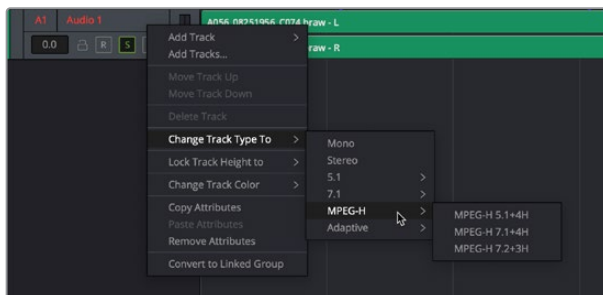 A1 Audio 1
A056_08251956_C074.braw - L
0.0 R S
braw - R
Add Track >
Add Tracks...
Move Track Up
Move Track Down
Delete Track
Change Track Type To >
Lock Track Height to >
Change Track Color >
Copy Attributes
Paste Attributes
Remove Attributes
Convert to Linked Group
Mono
Stereo
5.1 >
7.1 >
MPEG-H >
Adaptive >
MPEG-H 5.1+4H
MPEG-H 7.1+4H
MPEG-H 7.2+3H